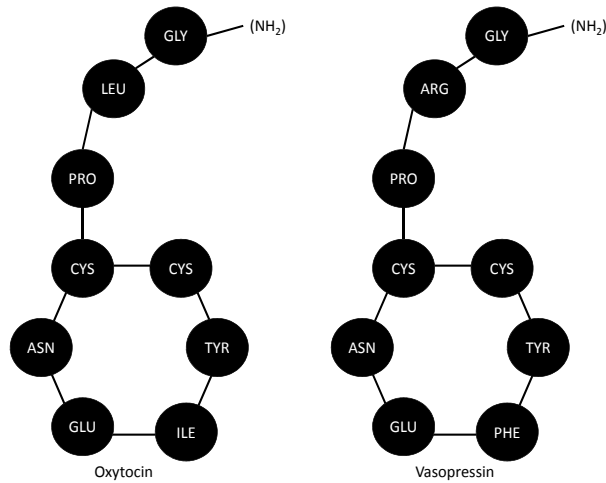 GLY (NH₂)
LEU
PRO
CYS CYS
ASN TYR
GLU ILE
Oxytocin
GLY (NH₂)
ARG
PRO
CYS CYS
ASN TYR
GLU PHE
Vasopressin